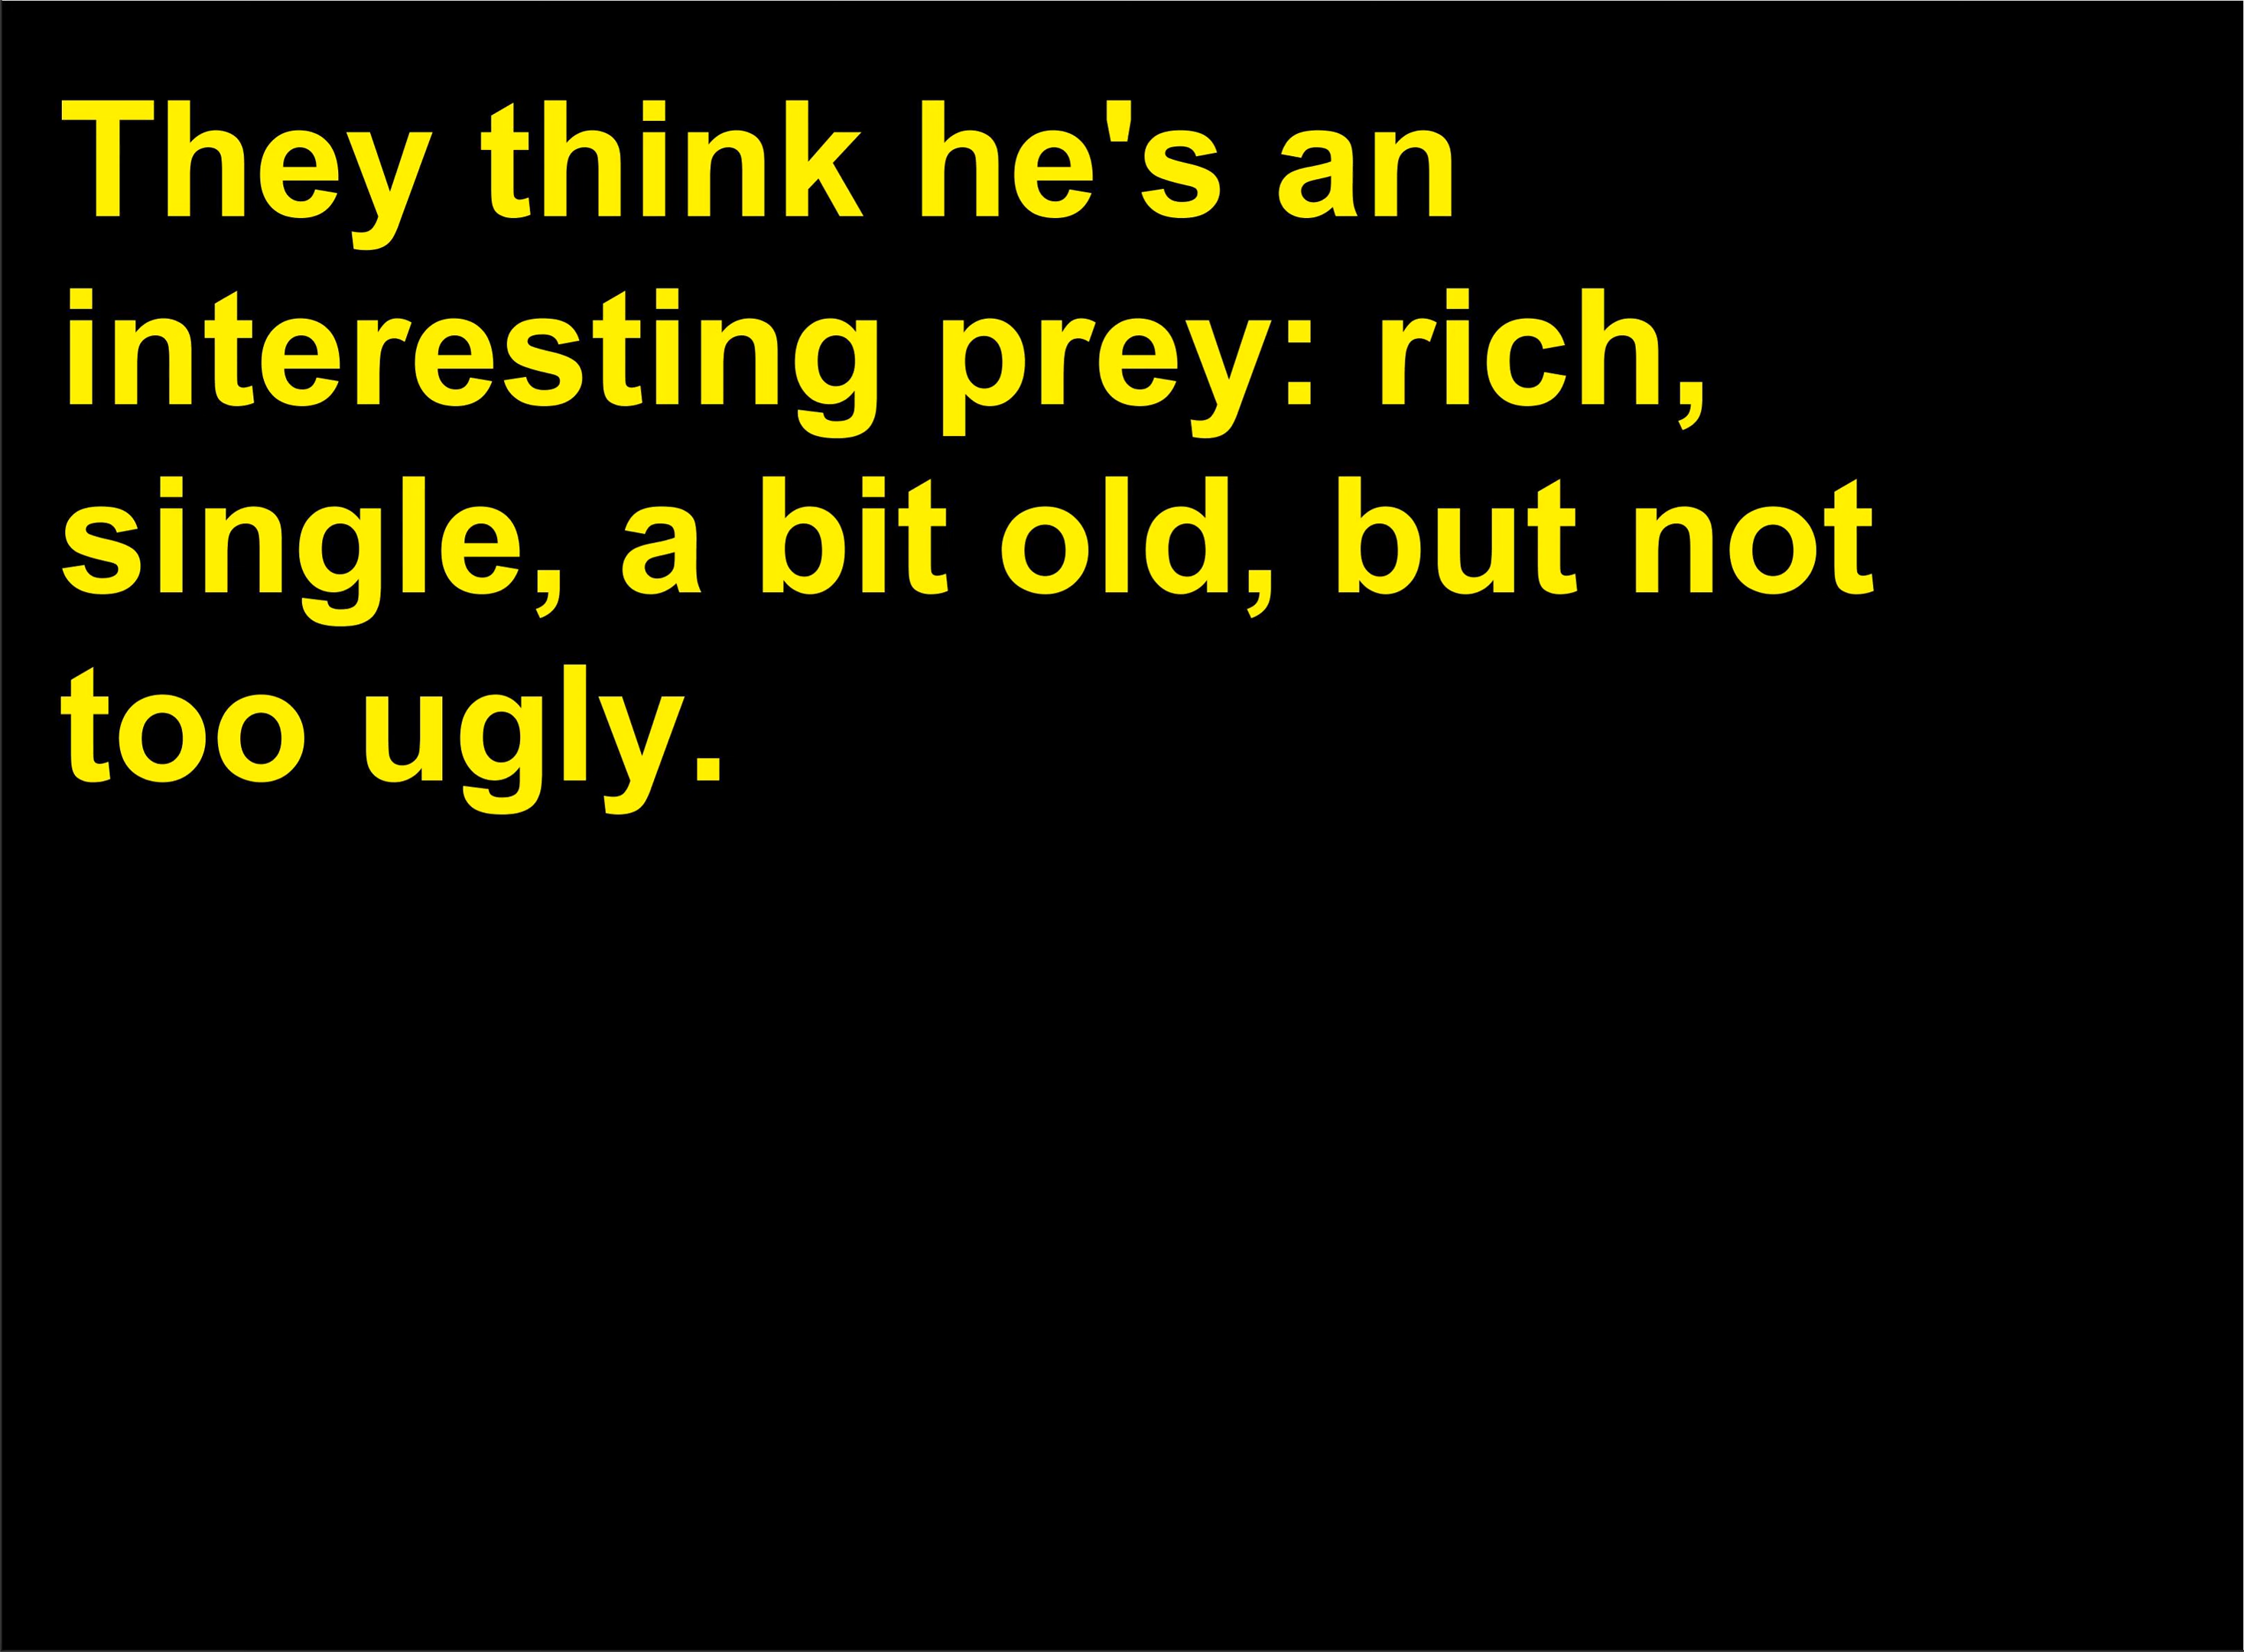 They think he's an
interesting prey: rich,
single, a bit old, but not
too ugly.